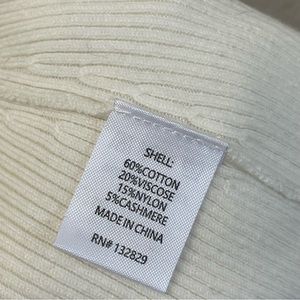 SHELL:
60%COTTON
20%VISCOSE
15%NYLON
5%CASHMERE
MADE IN CHINA
RN# 132829